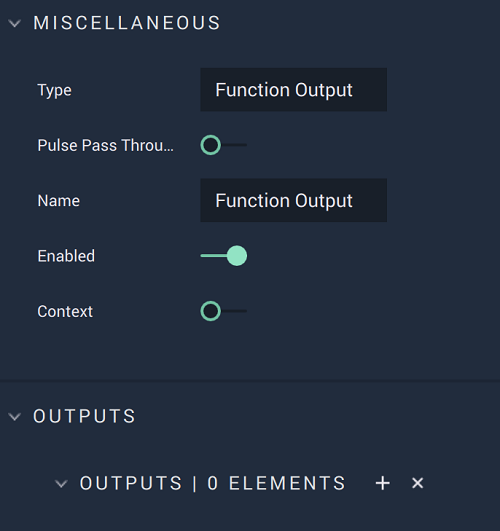 MISCELLANEOUS
Type Function Output
Pulse Pass Throu...
Name Function Output
Enabled
Context
OUTPUTS
OUTPUTS | 0 ELEMENTS + ×